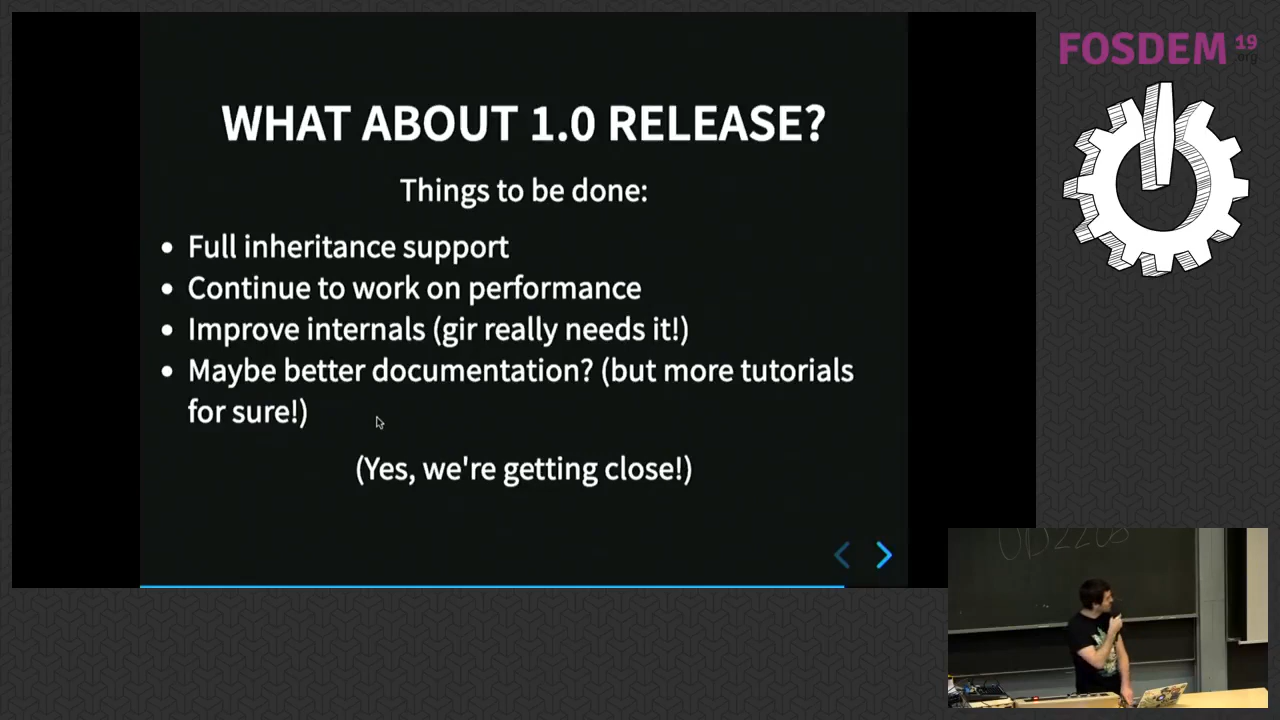 WHAT ABOUT 1.0 RELEASE?
Things to be done:
• Full inheritance support
• Continue to work on performance
• Improve internals (gir really needs it!)
• Maybe better documentation? (but more tutorials
for sure!)
(Yes, we're getting close!)
FOSDEM 19
.org